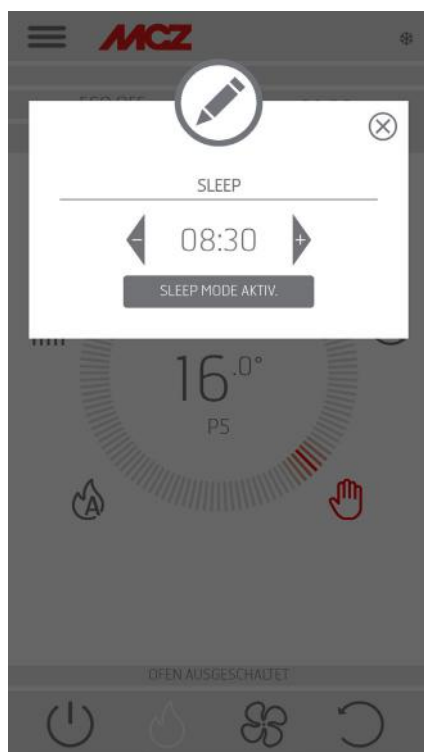 MCZ
SLEEP
- 08:30 +
SLEEP MODE AKTIV.
16.0°
P5
A
OFEN AUSGESCHALTET